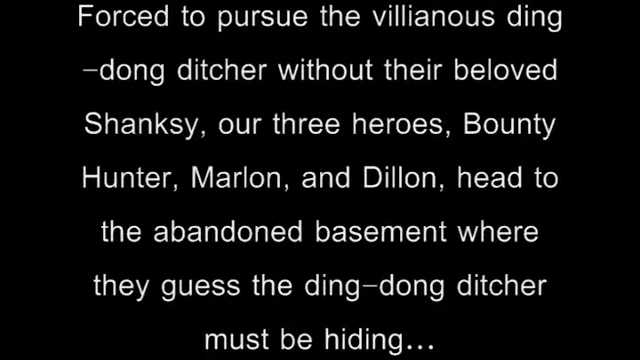 Forced to pursue the villianous ding
-dong ditcher without their beloved
Shanksy, our three heroes, Bounty
Hunter, Marlon, and Dillon, head to
the abandoned basement where
they guess the ding-dong ditcher
must be hiding...